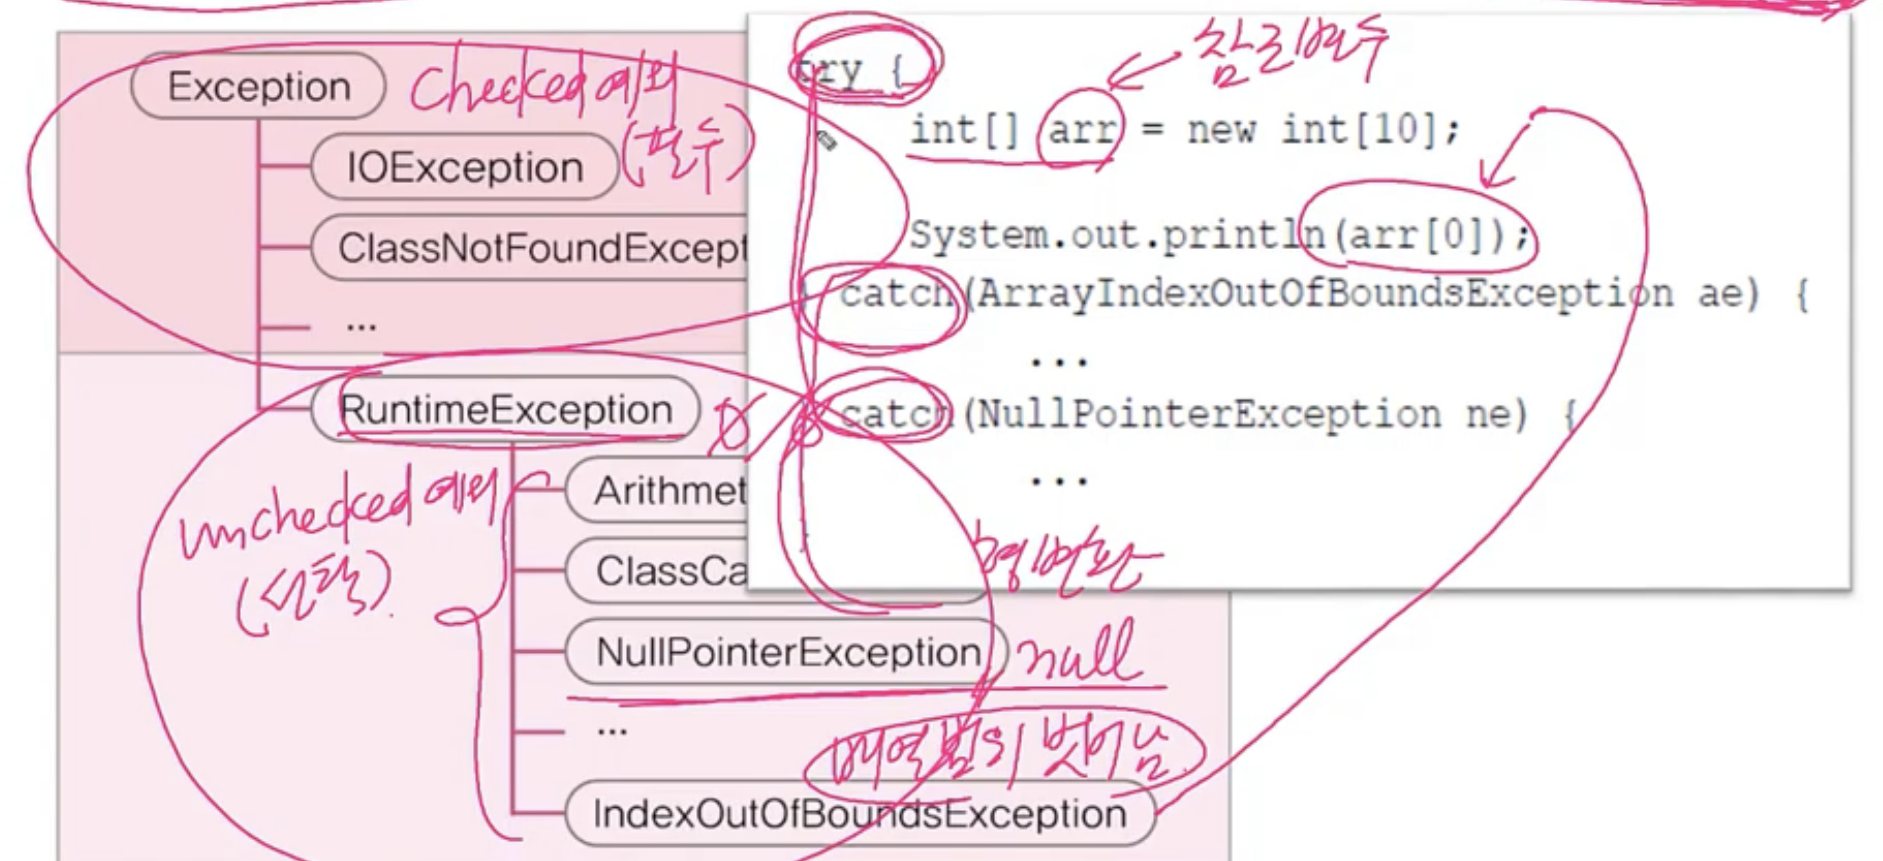 Exception
Checked 예외
(필수)
IOException
ClassNotFoundExcept
...
RuntimeException
unchecked 예외
(선택).
Arithmet
ClassCa
형변환
NullPointerException
null
...
배열범위 벗어남
IndexOutOfBoundsException
try {
참조변수
int[] arr = new int[10];
System.out.println(arr[0]);
catch(ArrayIndexOutOfBoundsException ae) {
...
catch(NullPointerException ne) {
...
}